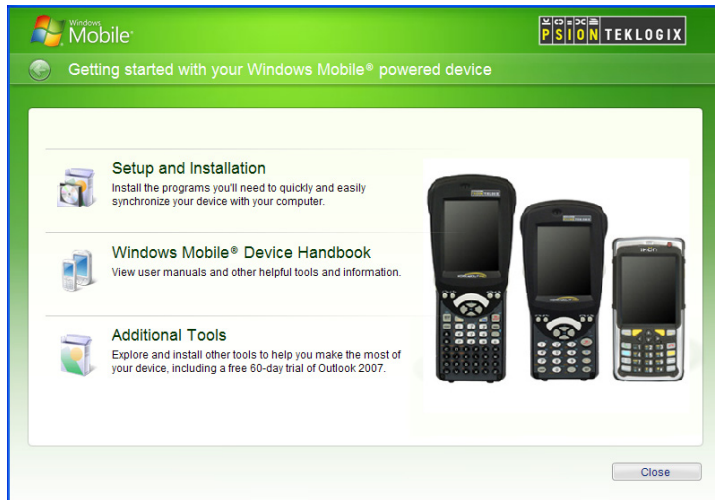 Windows
Mobile®
PSION TEKLOGIX
Getting started with your Windows Mobile® powered device
Setup and Installation
Install the programs you'll need to quickly and easily
synchronize your device with your computer.
Windows Mobile® Device Handbook
View user manuals and other helpful tools and information.
Additional Tools
Explore and install other tools to help you make the most of
your device, including a free 60-day trial of Outlook 2007.
Close